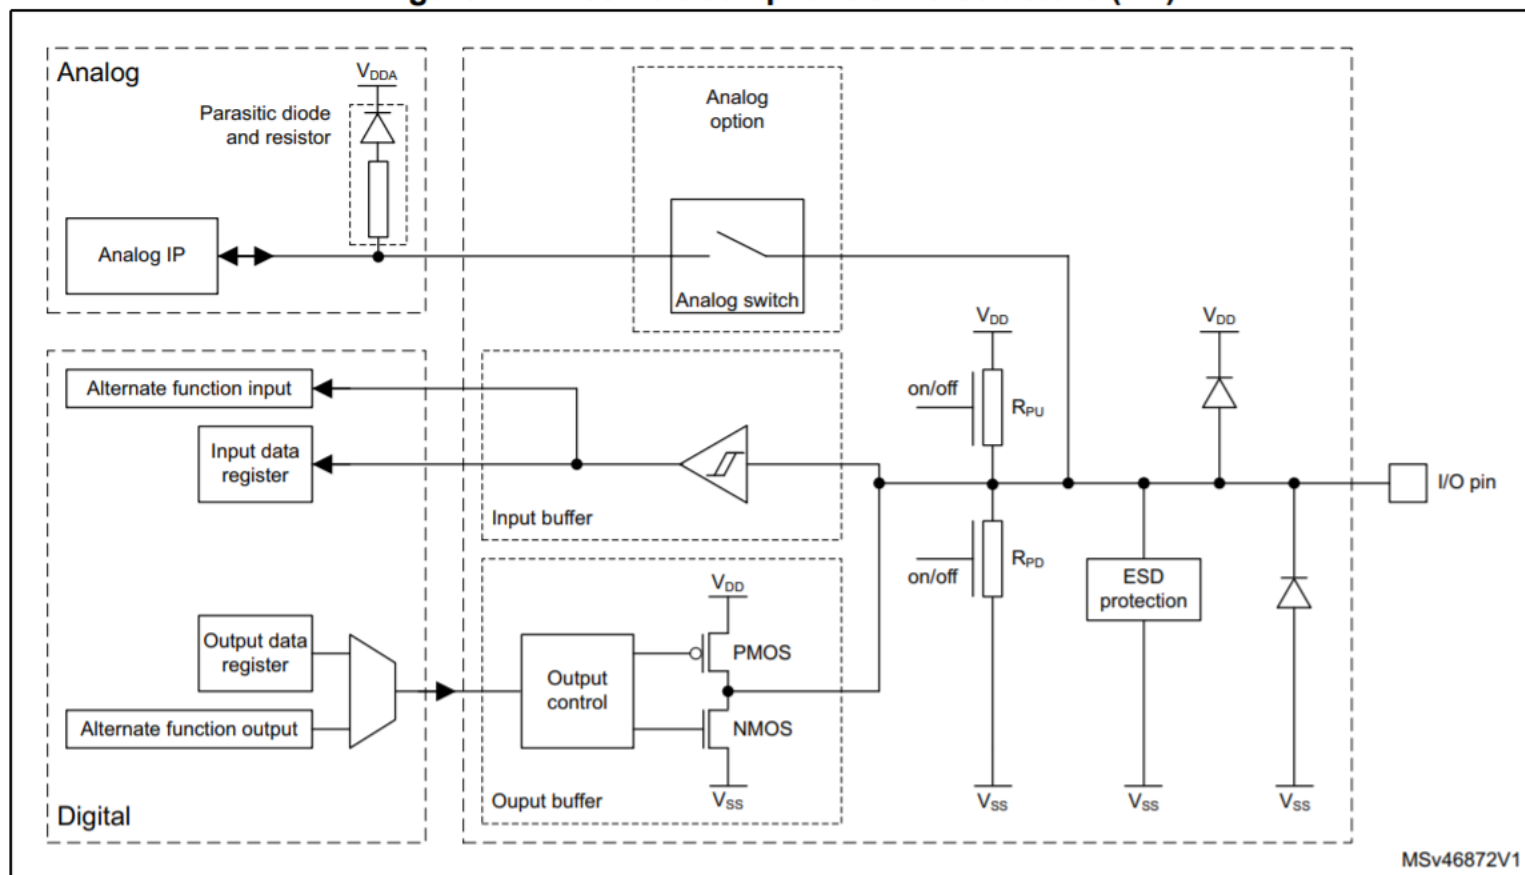 Analog
VDDA
Parasitic diode
and resistor
Analog IP
Analog
option
Analog switch
Alternate function input
Input data
register
Input buffer
VDD
on/off
RPU
VDD
I/O pin
on/off
RPD
ESD
protection
Output data
register
Alternate function output
Output
control
VDD
PMOS
NMOS
VSS
Ouput buffer
VSS
VSS
VSS
Digital
MSv46872V1